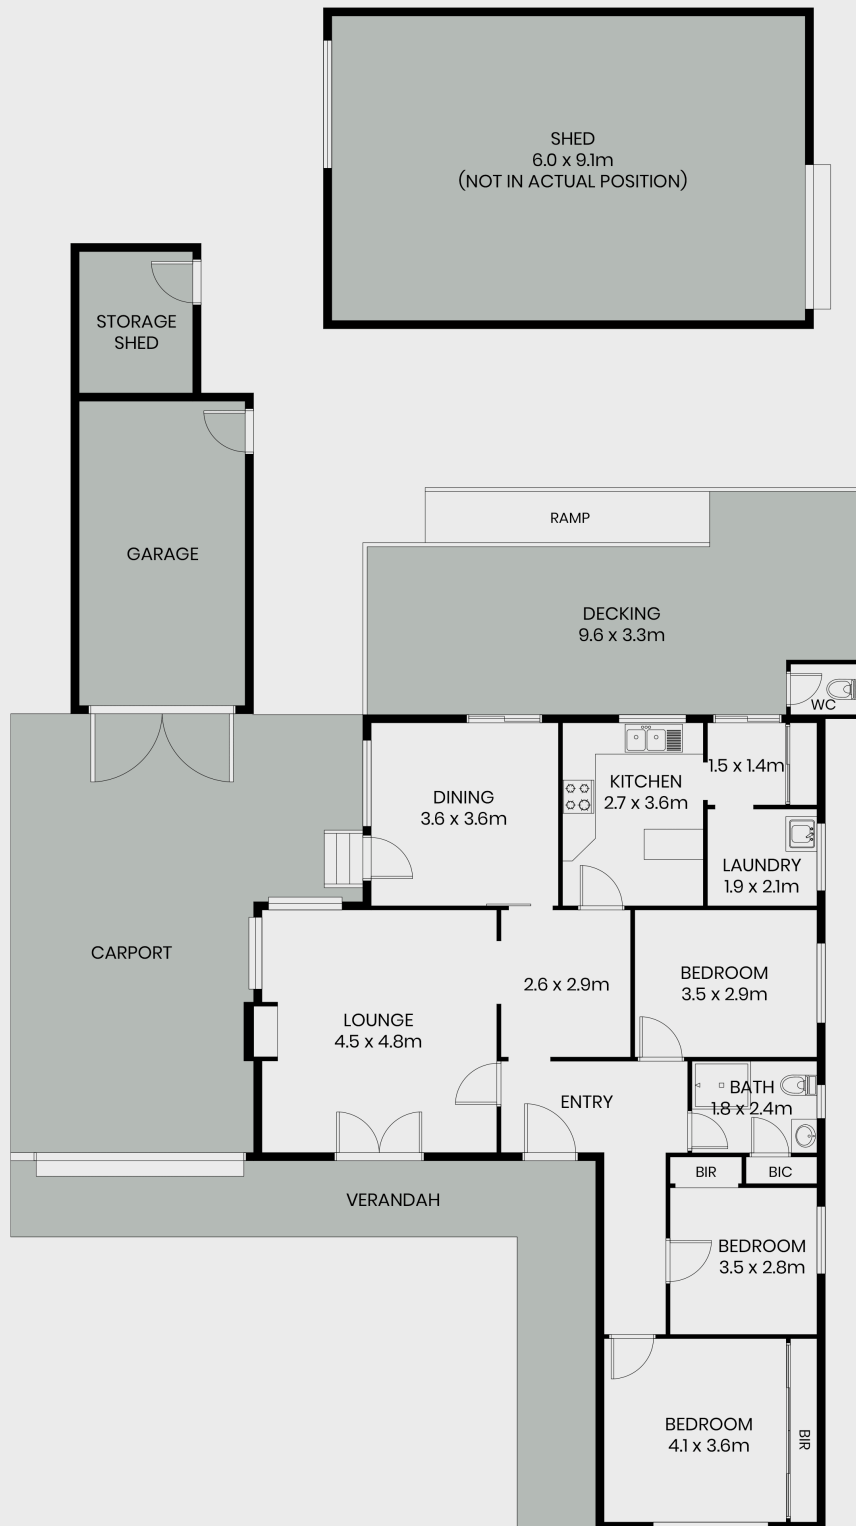 SHED
6.0 x 9.1m
(NOT IN ACTUAL POSITION)
STORAGE
SHED
GARAGE
RAMP
DECKING
9.6 x 3.3m
WC
DINING
3.6 x 3.6m
KITCHEN
2.7 x 3.6m
1.5 x 1.4m
LAUNDRY
1.9 x 2.1m
CARPORT
LOUNGE
4.5 x 4.8m
2.6 x 2.9m
BEDROOM
3.5 x 2.9m
ENTRY
BATH
1.8 x 2.4m
BIR
BIC
VERANDAH
BEDROOM
3.5 x 2.8m
BEDROOM
4.1 x 3.6m
BIR